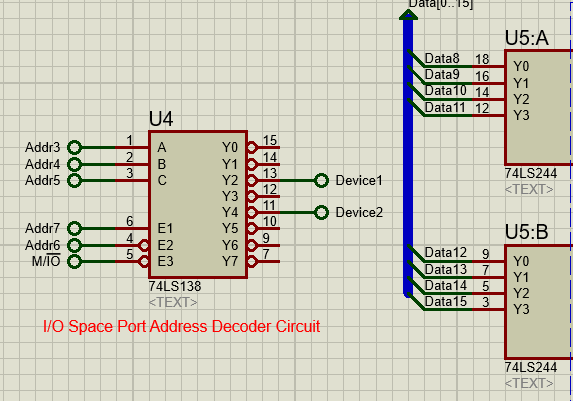 Data[0..15]
U5:A
Data8 18 Y0
Data9 16 Y1
Data10 14 Y2
Data11 12 Y3
74LS244
<TEXT>
U4
Addr3 1 A Y0 15
Addr4 2 B Y1 14
Addr5 3 C Y2 13 Device1
Y3 12
Y4 11 Device2
Addr7 6 E1 Y5 10
Addr6 4 E2 Y6 9
M/IO 5 E3 Y7 7
74LS138
<TEXT>
I/O Space Port Address Decoder Circuit
U5:B
Data12 9 Y0
Data13 7 Y1
Data14 5 Y2
Data15 3 Y3
74LS244
<TEXT>